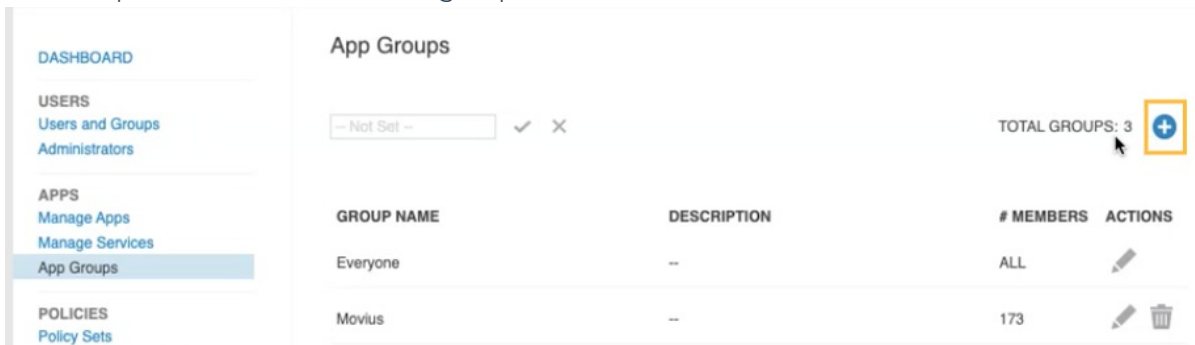 DASHBOARD
USERS
Users and Groups
Administrators
APPS
Manage Apps
Manage Services
App Groups
POLICIES
Policy Sets
App Groups
-- Not Set --
TOTAL GROUPS: 3
GROUP NAME DESCRIPTION # MEMBERS ACTIONS
Everyone -- ALL
Movius -- 173